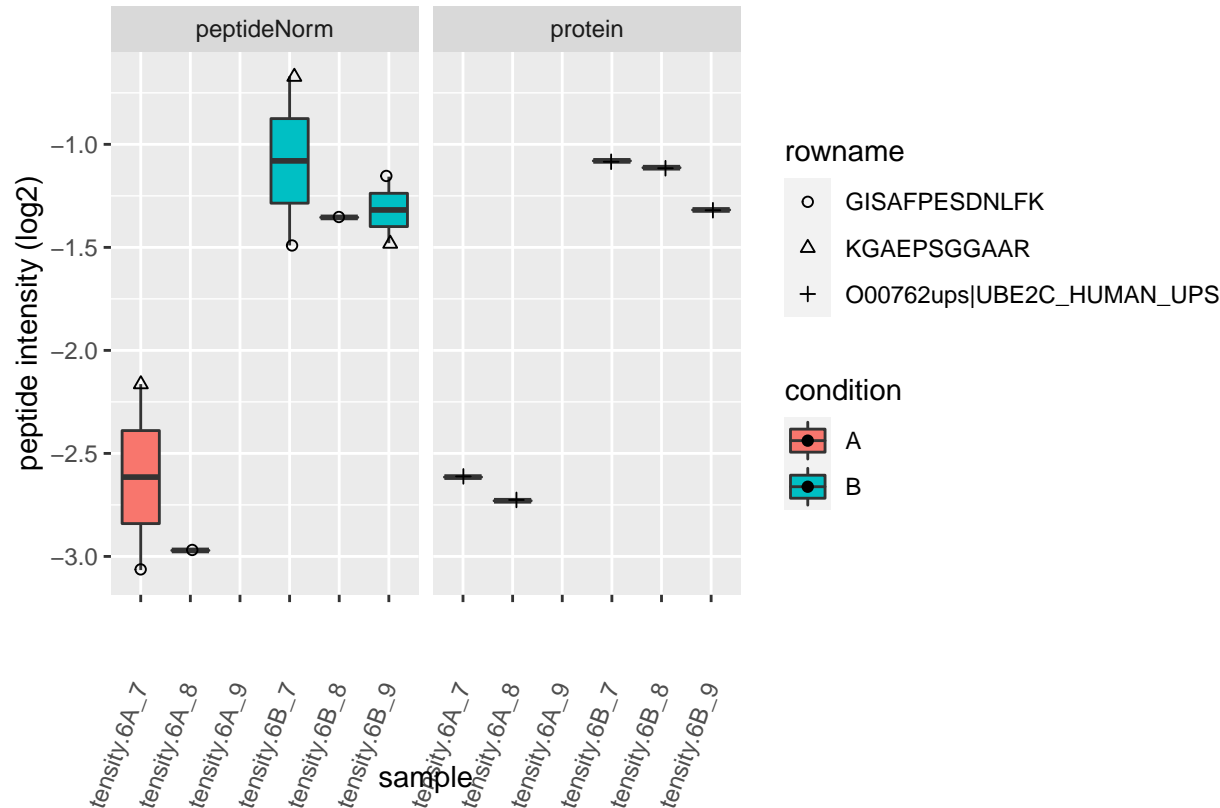 peptideNorm
protein
peptide intensity (log2)
−1.0
−1.5
−2.0
−2.5
−3.0
tensity.6A_7
tensity.6A_8
tensity.6A_9
tensity.6B_7
tensity.6B_8
tensity.6B_9
tensity.6A_7
tensity.6A_8
tensity.6A_9
tensity.6B_7
tensity.6B_8
tensity.6B_9
sample
rowname
GISAFPESDNLFK
KGAEPSGGAAR
O00762ups|UBE2C_HUMAN_UPS
condition
A
B